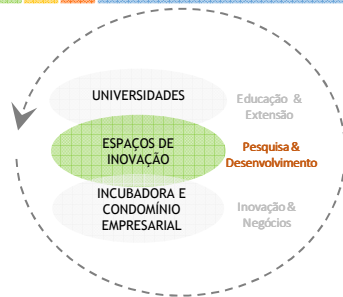 UNIVERSIDADES
Educação &
Extensão
ESPAÇOS DE
INOVAÇÃO
Pesquisa &
Desenvolvimento
INCUBADORA E
CONDOMÍNIO
EMPRESARIAL
Inovação &
Negócios